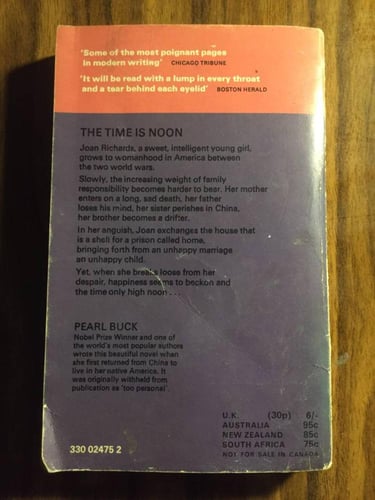 'Some of the most poignant pages
in modern writing' CHICAGO TRIBUNE
'It will be read with a lump in every throat
and a tear behind each eyelid' BOSTON HERALD
THE TIME IS NOON
Joan Richards, a sweet, intelligent young girl,
grows to womanhood in America between
the two world wars.
Slowly, the increasing weight of family
responsibility becomes harder to bear. Her mother
enters on a long, sad death, her father
loses his mind, her sister perishes in China,
her brother becomes a drifter.
In her anguish, Joan exchanges the house that
is a shell for a prison called home,
bringing forth from an unhappy marriage
an unhappy child.
Yet, when she breaks loose from her
despair, happiness seems to beckon and
the time only high noon . . .
PEARL BUCK
Nobel Prize Winner and one of
the world's most popular authors
wrote this beautiful novel when
she first returned from China to
live in her native America. It
was originally withheld from
publication as 'too personal'.
U.K. (30p) 6/-
AUSTRALIA 95c
NEW ZEALAND 85c
SOUTH AFRICA 75c
NOT FOR SALE IN CANADA
330 02475 2